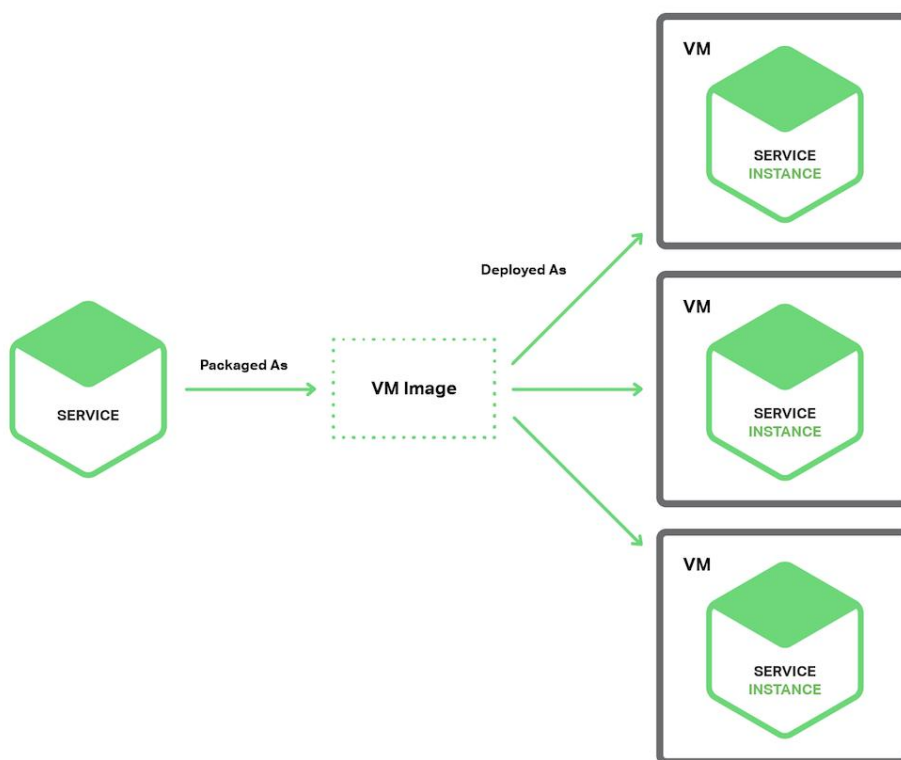 VM
SERVICE
INSTANCE
Deployed As
VM
Packaged As
VM Image
SERVICE
SERVICE
INSTANCE
VM
SERVICE
INSTANCE